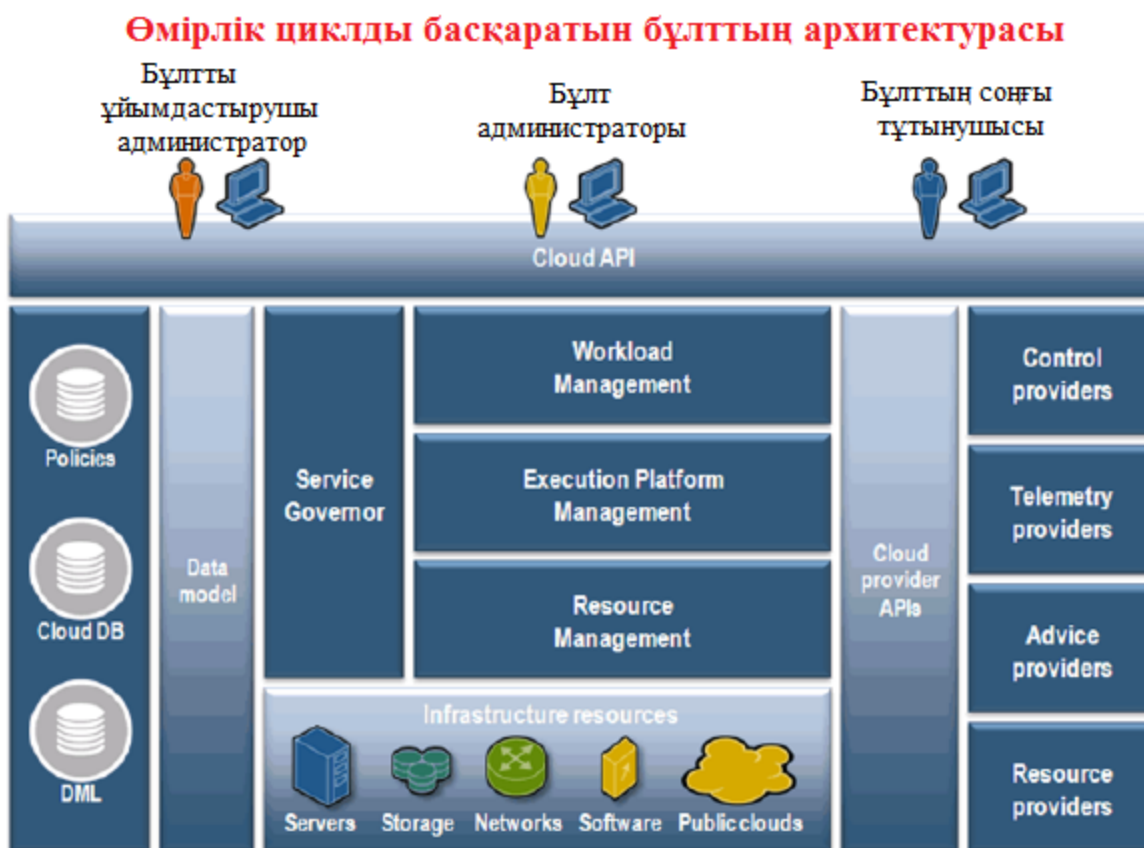 Өмірлік циклды басқаратын бұлттың архитектурасы
Бұлтты
ұйымдастырушы
администратор
Бұлт
администраторы
Бұлттың соңғы
тұтынушысы
Cloud API
Policies
Cloud DB
DML
Data
model
Service
Governor
Workload
Management
Execution Platform
Management
Resource
Management
Infrastructure resources
Servers
Storage
Networks
Software
Public clouds
Cloud
provider
APIs
Control
providers
Telemetry
providers
Advice
providers
Resource
providers